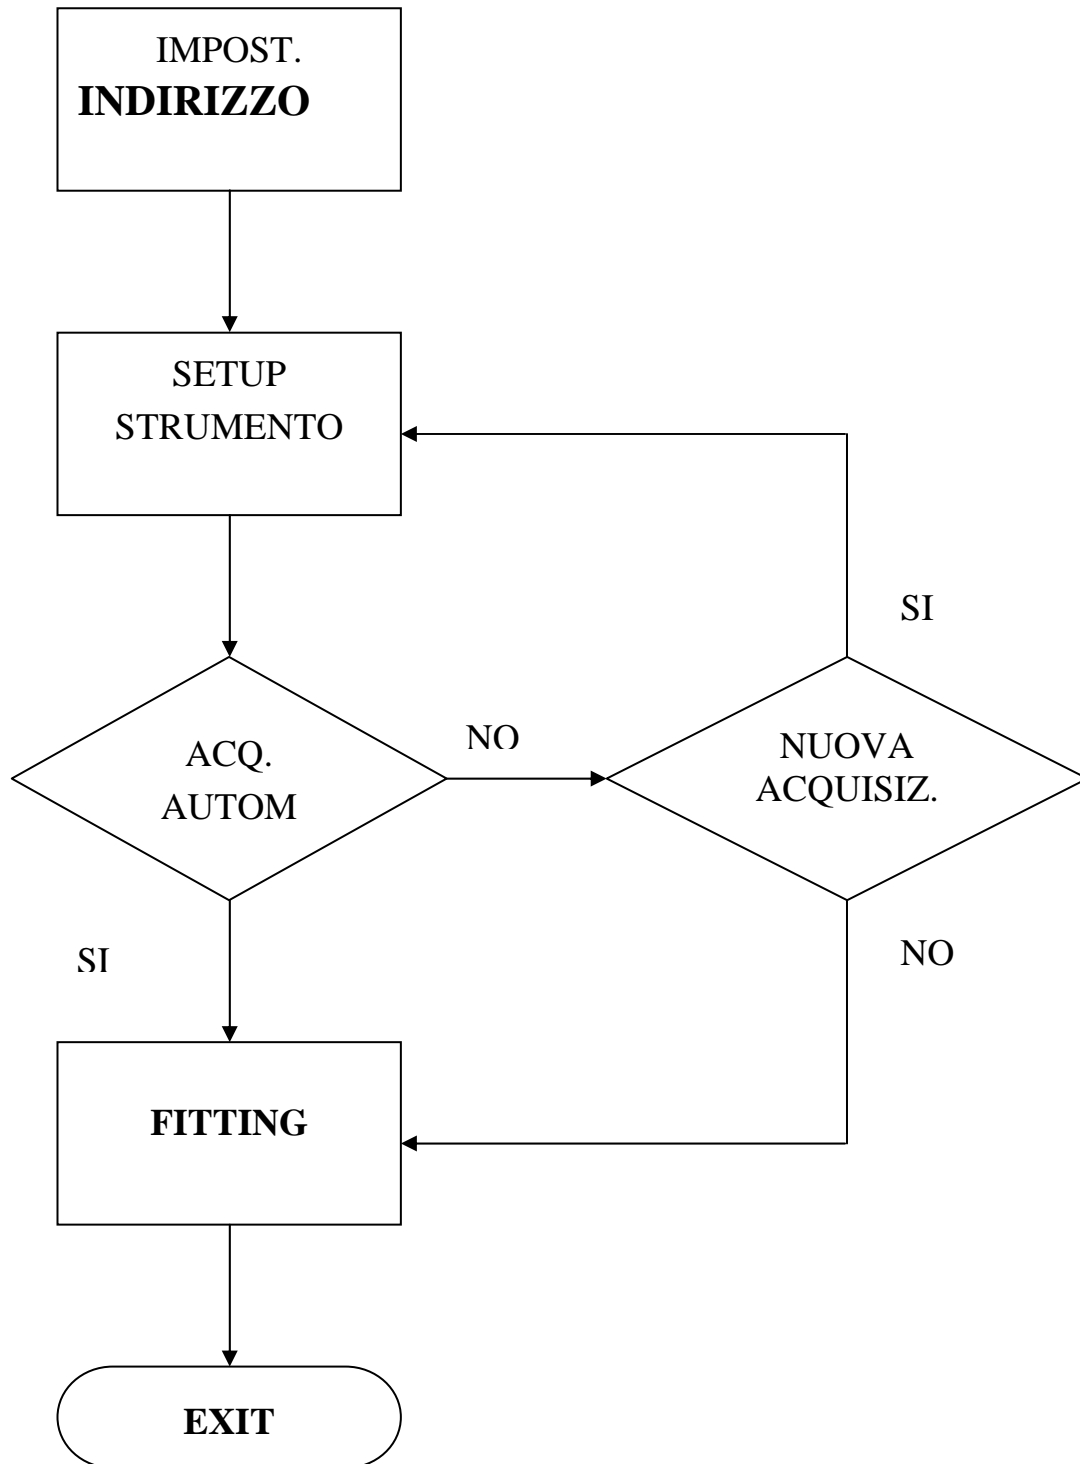 IMPOST.
INDIRIZZO
SETUP
STRUMENTO
SI
NO
ACQ.
AUTOM
NUOVA
ACQUISIZ.
SI
NO
FITTING
EXIT